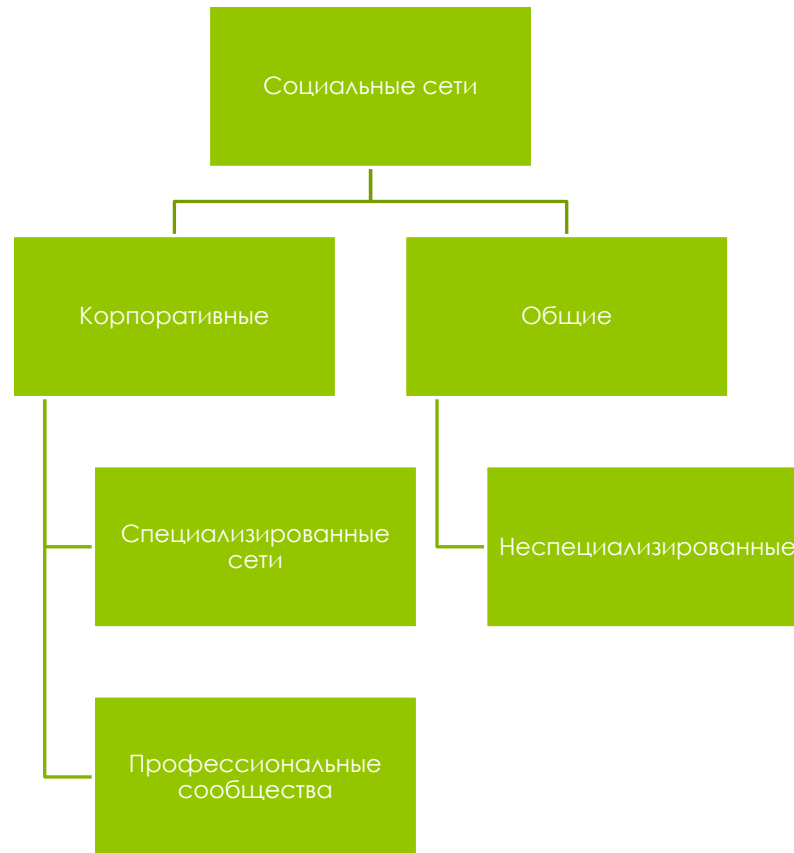 Социальные сети
Корпоративные
Общие
Специализированные
сети
Неспециализированные
Профессиональные
сообщества